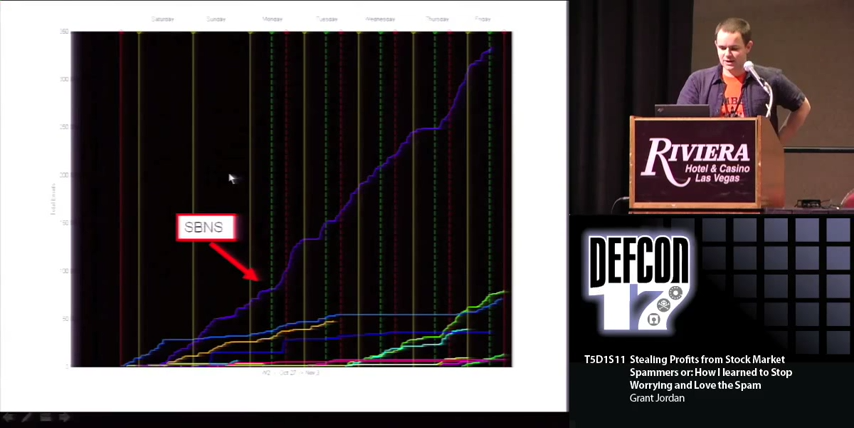 Saturday Sunday Monday Tuesday Wednesday Thursday Friday
SBNS
RIVIERA
Hotel & Casino
Las Vegas
DEFCON
17
T5D1S11 Stealing Profits from Stock Market
Spammers or: How I learned to Stop
Worrying and Love the Spam
Grant Jordan